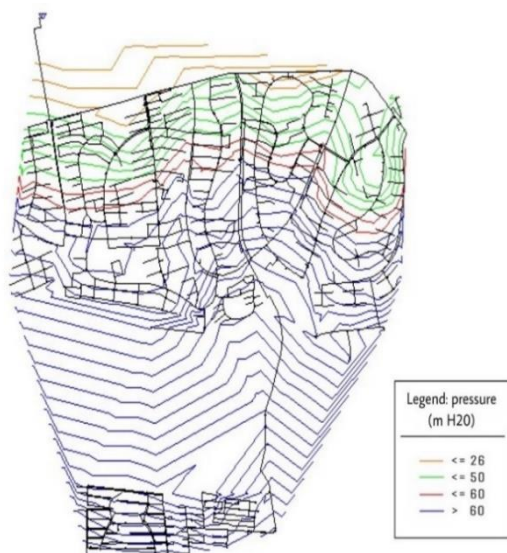 Legend: pressure
(m H20)
<= 26
<= 50
<= 60
> 60